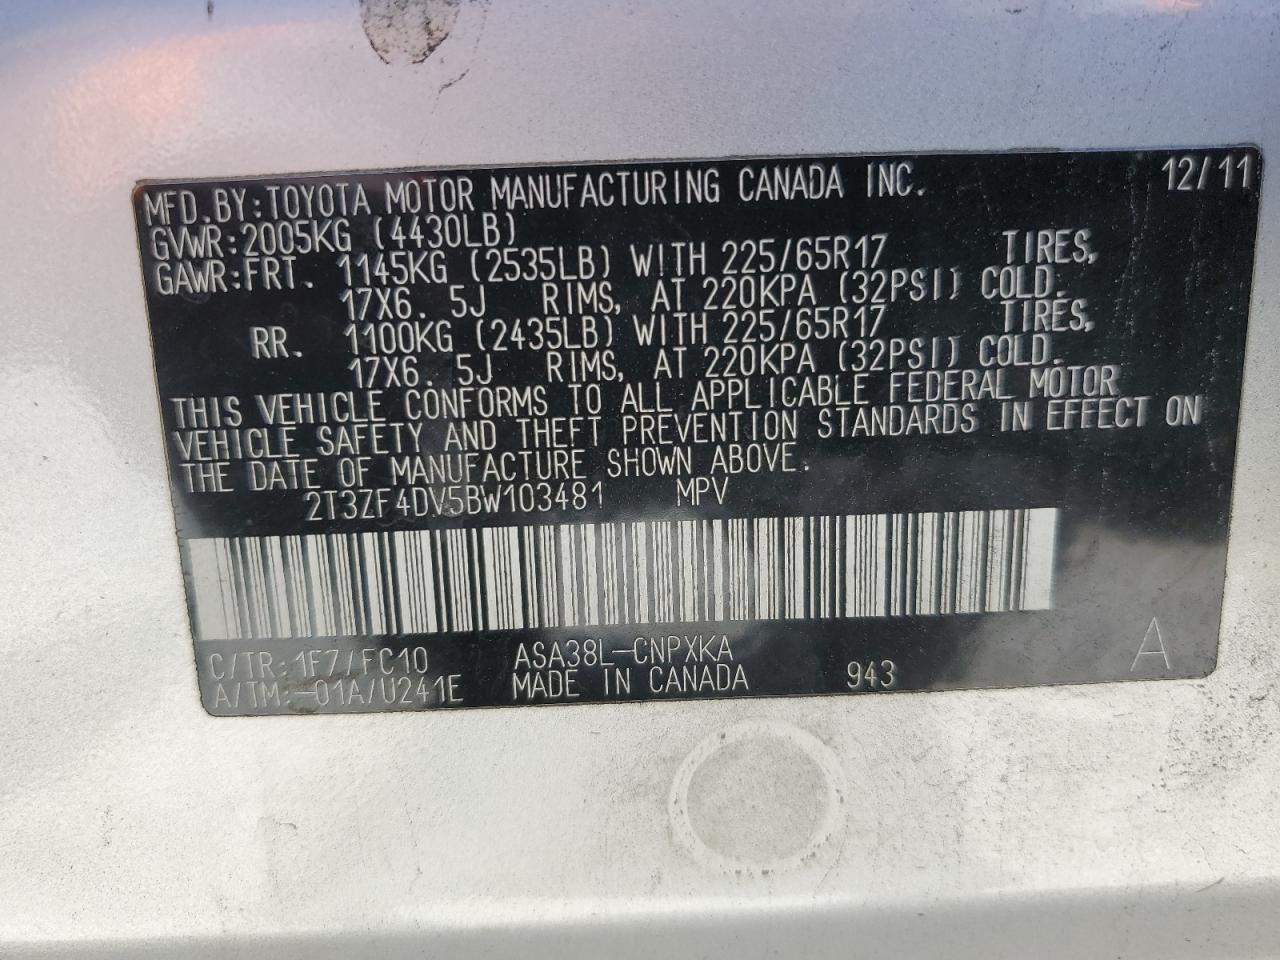 MFD.BY:TOYOTA MOTOR MANUFACTURING CANADA INC. 12/11
GVWR:2005KG (4430LB)
GAWR:FRT. 1145KG (2535LB) WITH 225/65R17 TIRES,
17X6. 5J RIMS, AT 220KPA (32PSI) COLD.
RR. 1100KG (2435LB) WITH 225/65R17 TIRES,
17X6. 5J RIMS, AT 220KPA (32PSI) COLD.
THIS VEHICLE CONFORMS TO ALL APPLICABLE FEDERAL MOTOR
VEHICLE SAFETY AND THEFT PREVENTION STANDARDS IN EFFECT ON
THE DATE OF MANUFACTURE SHOWN ABOVE.
2T3ZF4DV5BW103481 MPV
C/TR:1F7/FC10 ASA38L-CNPXKA A
A/TM:-01A/U241E MADE IN CANADA 943